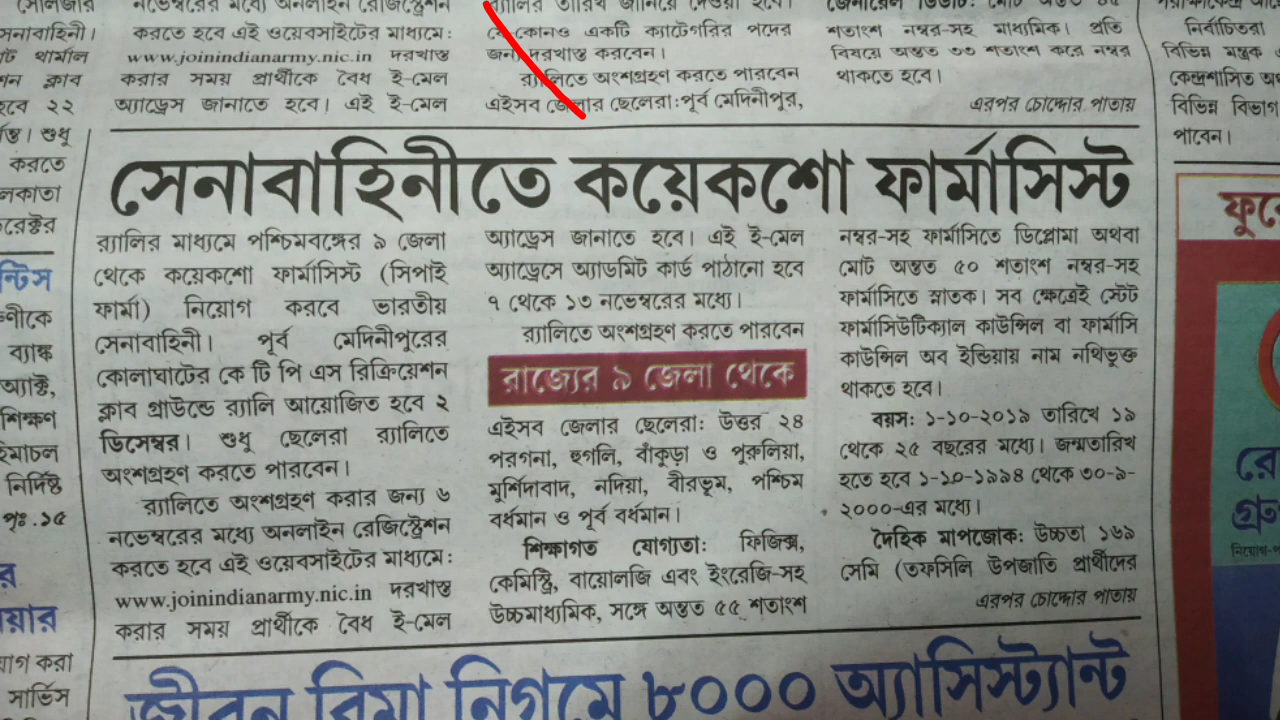 করতে হবে এই ওয়েবসাইটের মাধ্যমে:
www.joinindianarmy.nic.in দরখাস্ত
করার সময় প্রার্থীকে বৈধ ই-মেল
অ্যাড্রেস জানাতে হবে। এই ই-মেল
কোনও একটি ক্যাটেগরির পদের
দরখাস্ত করবেন।
র‍্যালিতে অংশগ্রহণ করতে পারবেন
এইসব জেলার ছেলেরা: পূর্ব মেদিনীপুর,
শতাংশ নম্বর-সহ মাধ্যমিক। প্রতি
বিষয়ে অন্তত ৩৩ শতাংশ করে নম্বর
থাকতে হবে।
এরপর চোদ্দোর পাতায়
সেনাবাহিনীতে কয়েকশো ফার্মাসিস্ট
র‍্যালির মাধ্যমে পশ্চিমবঙ্গের ৯ জেলা
থেকে কয়েকশো ফার্মাসিস্ট (সিপাই
ফার্মা) নিয়োগ করবে ভারতীয়
সেনাবাহিনী। পূর্ব মেদিনীপুরের
কোলাঘাটের কে টি পি এস রিক্রিয়েশন
ক্লাব গ্রাউন্ডে র‍্যালি আয়োজিত হবে ২
ডিসেম্বর। শুধু ছেলেরা র‍্যালিতে
অংশগ্রহণ করতে পারবেন।
র‍্যালিতে অংশগ্রহণ করার জন্য ৬
নভেম্বরের মধ্যে অনলাইন রেজিস্ট্রেশন
করতে হবে এই ওয়েবসাইটের মাধ্যমে:
www.joinindianarmy.nic.in দরখাস্ত
করার সময় প্রার্থীকে বৈধ ই-মেল
অ্যাড্রেস জানাতে হবে। এই ই-মেল
অ্যাড্রেসে অ্যাডমিট কার্ড পাঠানো হবে
৭ থেকে ১৩ নভেম্বরের মধ্যে।
র‍্যালিতে অংশগ্রহণ করতে পারবেন
রাজ্যের ৯ জেলা থেকে
এইসব জেলার ছেলেরা: উত্তর ২৪
পরগনা, হুগলি, বাঁকুড়া ও পুরুলিয়া,
মুর্শিদাবাদ, নদিয়া, বীরভূম, পশ্চিম
বর্ধমান ও পূর্ব বর্ধমান।
শিক্ষাগত যোগ্যতা: ফিজিক্স,
কেমিস্ট্রি, বায়োলজি এবং ইংরেজি-সহ
উচ্চমাধ্যমিক, সঙ্গে অন্তত ৫৫ শতাংশ
নম্বর-সহ ফার্মাসিতে ডিপ্লোমা অথবা
মোট অন্তত ৫০ শতাংশ নম্বর-সহ
ফার্মাসিতে স্নাতক। সব ক্ষেত্রেই স্টেট
ফার্মাসিউটিক্যাল কাউন্সিল বা ফার্মাসি
কাউন্সিল অব ইন্ডিয়ায় নাম নথিভুক্ত
থাকতে হবে।
বয়স: ১-১০-২০১৯ তারিখে ১৯
থেকে ২৫ বছরের মধ্যে। জন্মতারিখ
হতে হবে ১-১০-১৯৯৪ থেকে ৩০-৯-
২০০০-এর মধ্যে।
দৈহিক মাপজোক: উচ্চতা ১৬৯
সেমি (তফসিলি উপজাতি প্রার্থীদের
এরপর চোদ্দোর পাতায়
জীবন বিমা নিগমে ৮০০০ অ্যাসিস্ট্যান্ট
নির্বাচিতরা
বিভিন্ন
কেন্দ্রশাসিত
বিভিন্ন বিভাগ
পাবেন।
সেনাবাহিনী।
থার্মাল
ক্লাব
হবে ২২
শুধু
করতে
ব্যাঙ্ক
শিক্ষণ
নির্দিষ্ট
পৃঃ.১৫
করা
সার্ভিস